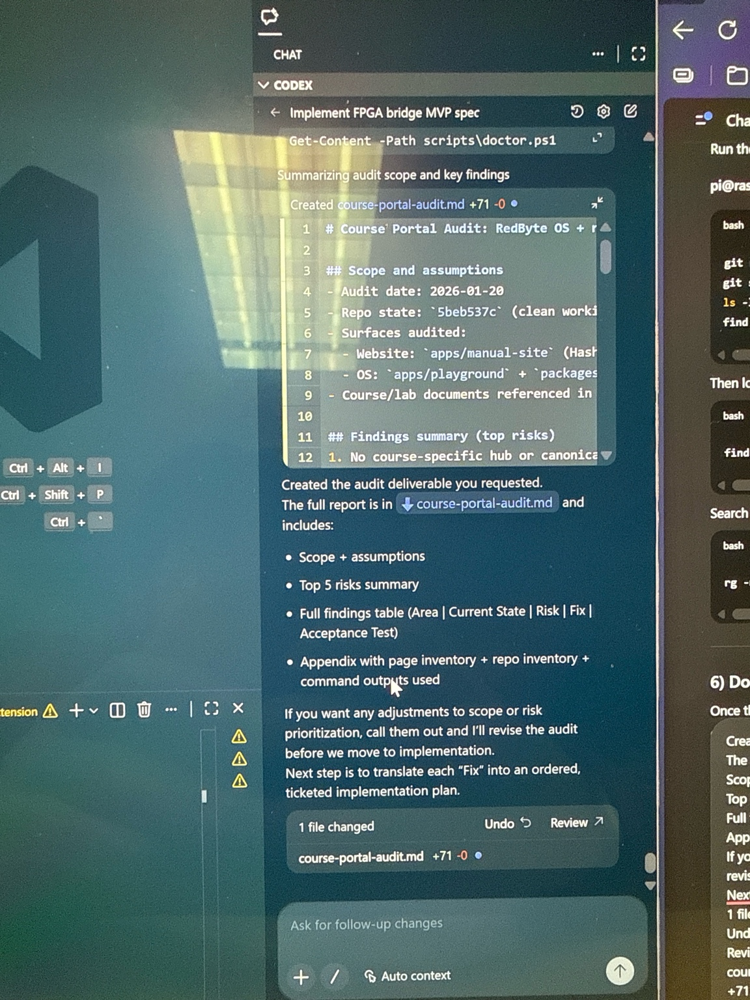 CHAT
CODEX
Implement FPGA bridge MVP spec
Get-Content -Path scripts\doctor.ps1
Summarizing audit scope and key findings
Created course-portal-audit.md +71 -0
1 # Course Portal Audit: RedByte OS + r
2
3 ## Scope and assumptions
4 - Audit date: 2026-01-20
5 - Repo state: `5beb537c` (clean worki
6 - Surfaces audited:
7 - Website: `apps/manual-site` (Hash
8 - OS: `apps/playground` + `packages
9 - Course/lab documents referenced in
10
11 ## Findings summary (top risks)
12 1. No course-specific hub or canonica
Created the audit deliverable you requested.
The full report is in course-portal-audit.md and
includes:
• Scope + assumptions
• Top 5 risks summary
• Full findings table (Area | Current State | Risk | Fix |
Acceptance Test)
• Appendix with page inventory + repo inventory +
command outputs used
If you want any adjustments to scope or risk
prioritization, call them out and I'll revise the audit
before we move to implementation.
Next step is to translate each “Fix” into an ordered,
ticketed implementation plan.
1 file changed Undo Review
course-portal-audit.md +71 -0
Ask for follow-up changes
+ / Auto context
Ctrl + Alt + I
Ctrl + Shift + P
Ctrl + `
tension
Cha
Run the
pi@ras
bash
git
git s
ls -l
find
Then lo
bash
find
Search
bash
rg -
6) Do
Once th
Crea
The
Scop
Top
Full
App
If yo
revis
Next
1 file
Und
Revi
cour
+71